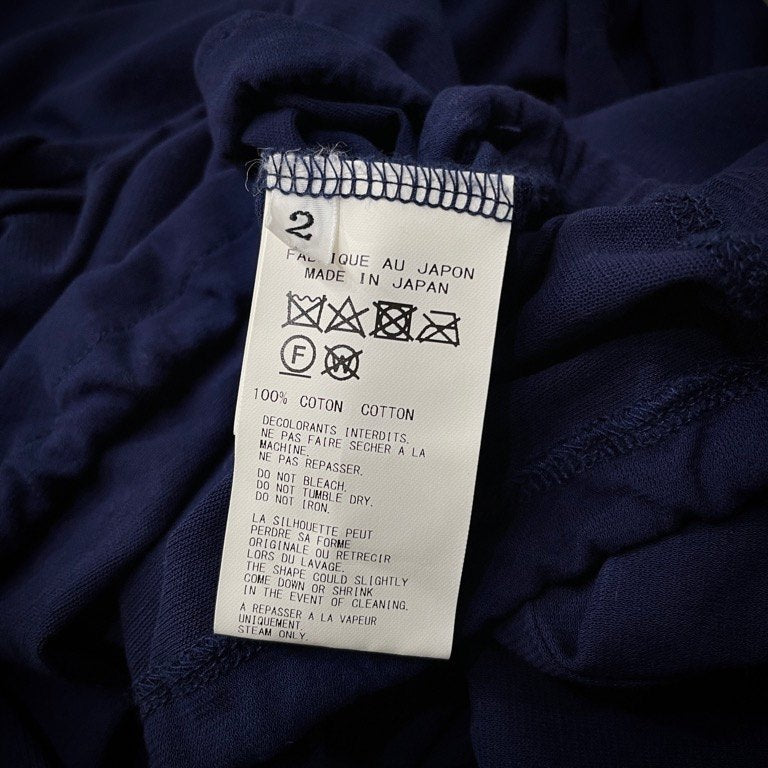 2
IQUE AU JAPON
MADE IN JAPAN
F W
100% COTON COTTON
DECOLORANTS INTERDITS.
NE PAS FAIRE SECHER A LA
MACHINE.
NE PAS REPASSER.
DO NOT BLEACH.
DO NOT TUMBLE DRY.
DO NOT IRON.
LA SILHOUETTE PEUT
PERDRE SA FORME
ORIGINALE OU RETRECIR
LORS DU LAVAGE.
THE SHAPE COULD SLIGHTLY
COME DOWN OR SHRINK
IN THE EVENT OF CLEANING.
A REPASSER A LA VAPEUR
UNIQUEMENT.
STEAM ONLY.